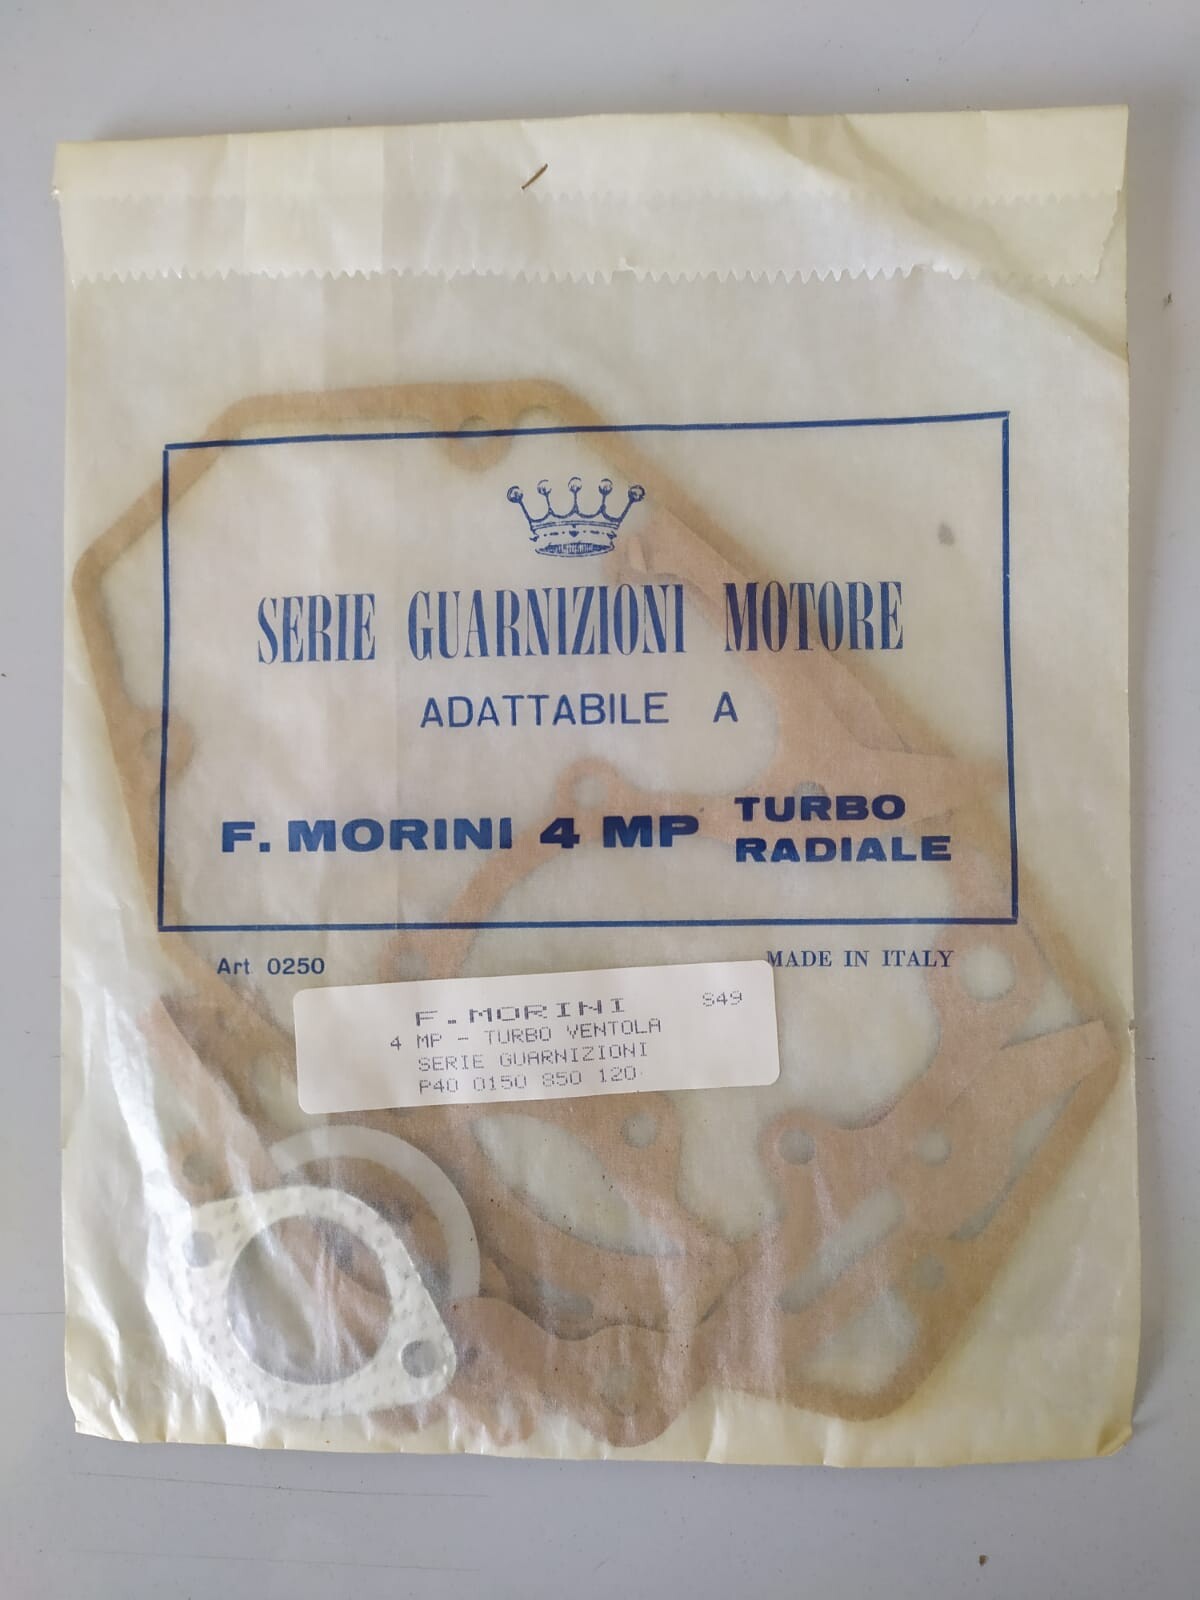 SERIE GUARNIZIONI MOTORE
ADATTABILE A
F. MORINI 4 MP TURBO
RADIALE
Art. 0250
MADE IN ITALY
F.MORINI 849
4 MP - TURBO VENTOLA
SERIE GUARNIZIONI
P40 0150 850 120